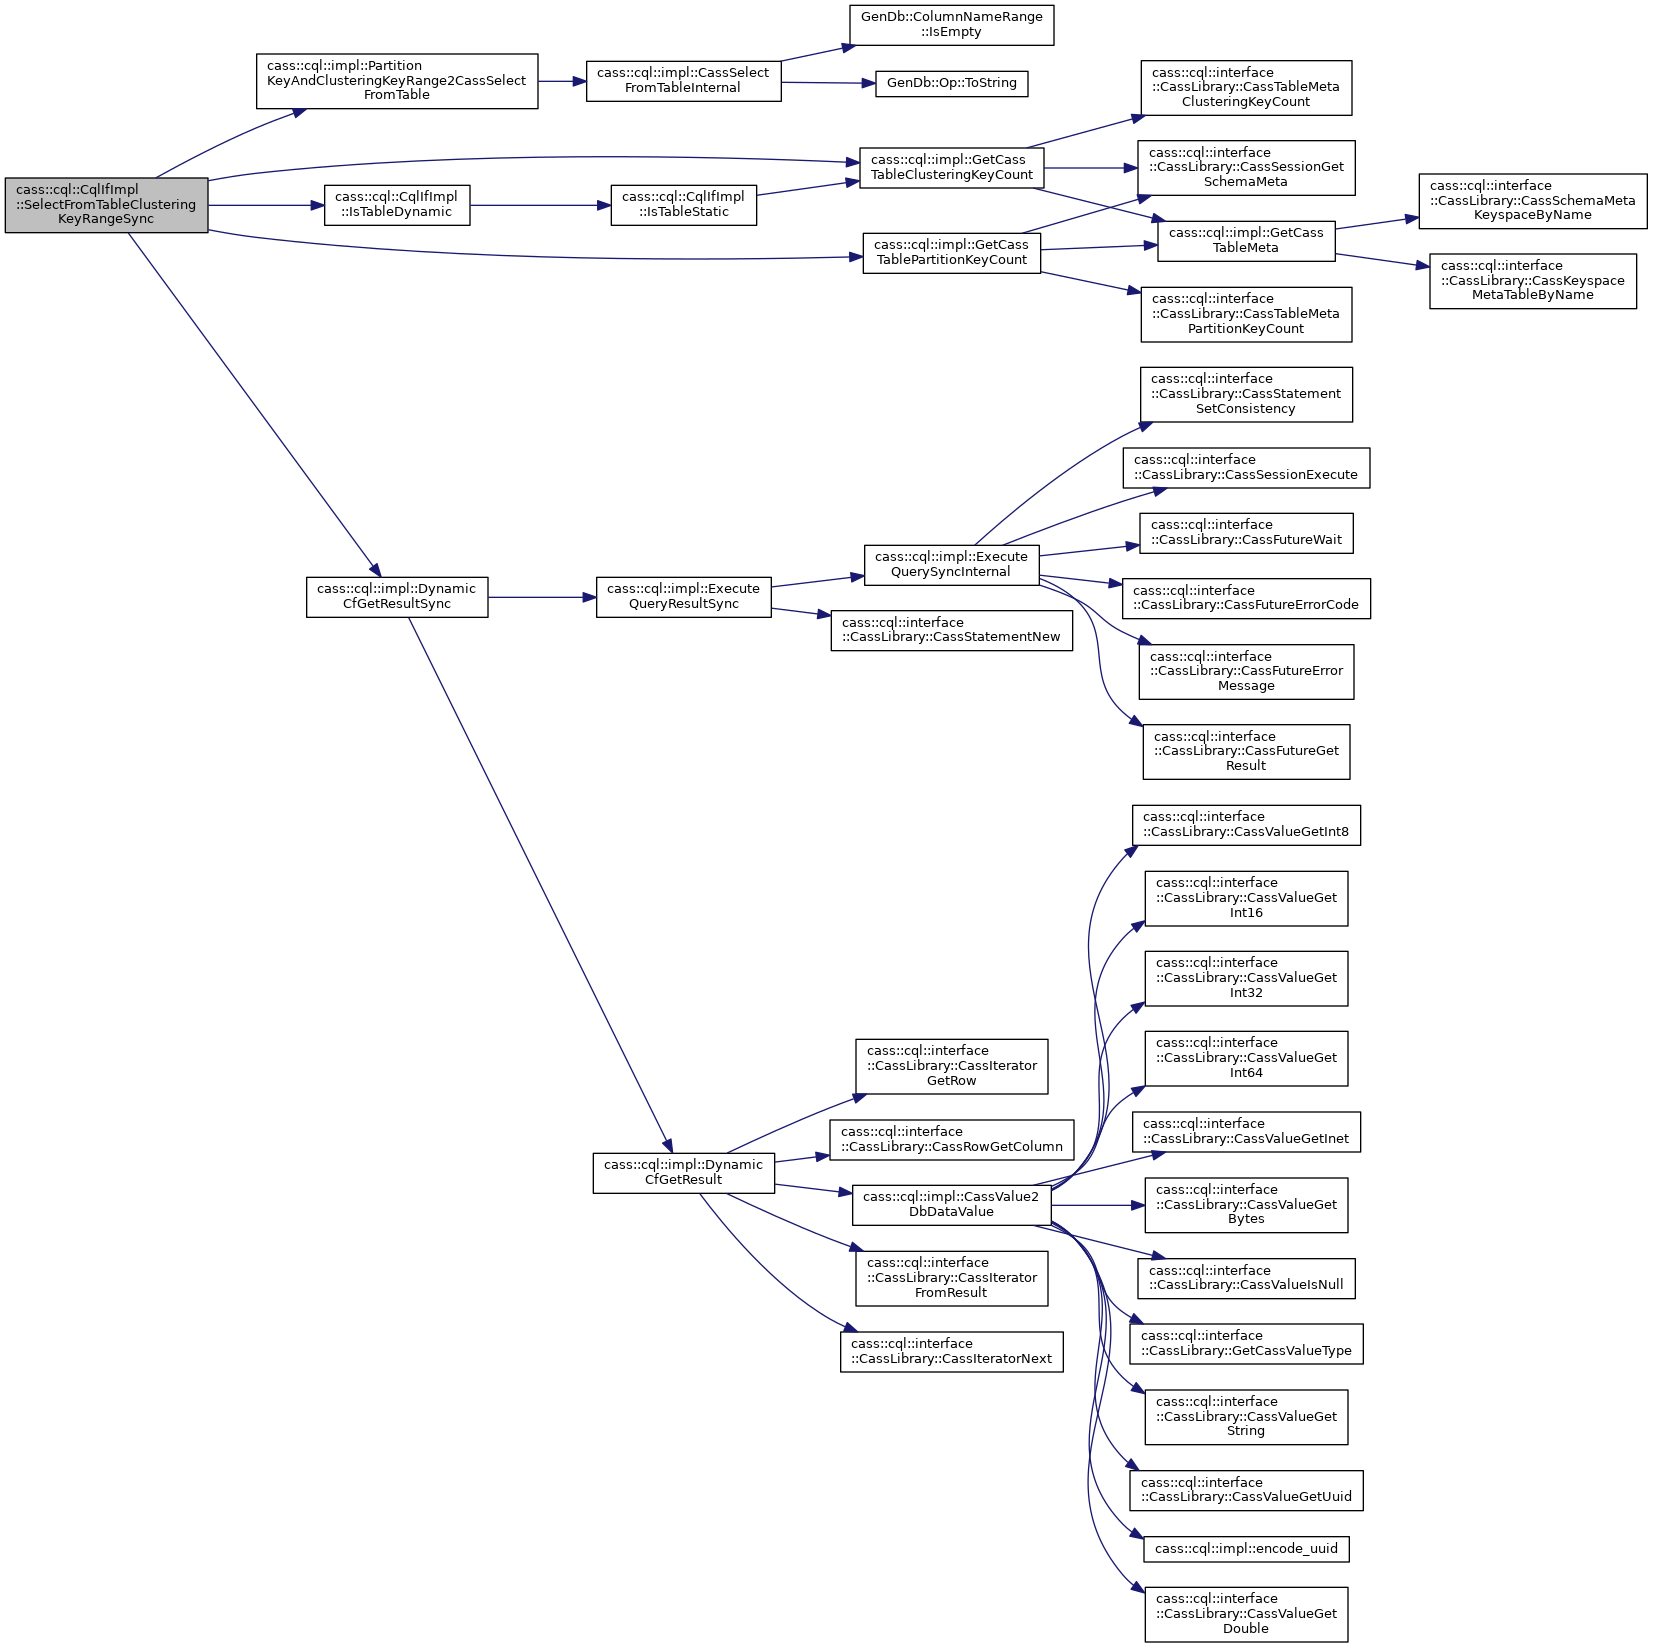 cass::cql::CqlIfImpl
::SelectFromTableClustering
KeyRangeSync
cass::cql::impl::Partition
KeyAndClusteringKeyRange2CassSelect
FromTable
cass::cql::impl::CassSelect
FromTableInternal
GenDb::ColumnNameRange
::IsEmpty
GenDb::Op::ToString
cass::cql::impl::GetCass
TableClusteringKeyCount
cass::cql::interface
::CassLibrary::CassTableMeta
ClusteringKeyCount
cass::cql::interface
::CassLibrary::CassSessionGet
SchemaMeta
cass::cql::CqlIfImpl
::IsTableDynamic
cass::cql::CqlIfImpl
::IsTableStatic
cass::cql::impl::GetCass
TablePartitionKeyCount
cass::cql::impl::GetCass
TableMeta
cass::cql::interface
::CassLibrary::CassSchemaMeta
KeyspaceByName
cass::cql::interface
::CassLibrary::CassKeyspace
MetaTableByName
cass::cql::interface
::CassLibrary::CassTableMeta
PartitionKeyCount
cass::cql::impl::Dynamic
CfGetResultSync
cass::cql::impl::Execute
QueryResultSync
cass::cql::impl::Execute
QuerySyncInternal
cass::cql::interface
::CassLibrary::CassStatementNew
cass::cql::interface
::CassLibrary::CassStatement
SetConsistency
cass::cql::interface
::CassLibrary::CassSessionExecute
cass::cql::interface
::CassLibrary::CassFutureWait
cass::cql::interface
::CassLibrary::CassFutureErrorCode
cass::cql::interface
::CassLibrary::CassFutureError
Message
cass::cql::interface
::CassLibrary::CassFutureGet
Result
cass::cql::impl::Dynamic
CfGetResult
cass::cql::interface
::CassLibrary::CassIterator
GetRow
cass::cql::interface
::CassLibrary::CassRowGetColumn
cass::cql::impl::CassValue2
DbDataValue
cass::cql::interface
::CassLibrary::CassIterator
FromResult
cass::cql::interface
::CassLibrary::CassIteratorNext
cass::cql::interface
::CassLibrary::CassValueGetInt8
cass::cql::interface
::CassLibrary::CassValueGet
Int16
cass::cql::interface
::CassLibrary::CassValueGet
Int32
cass::cql::interface
::CassLibrary::CassValueGet
Int64
cass::cql::interface
::CassLibrary::CassValueGetInet
cass::cql::interface
::CassLibrary::CassValueGet
Bytes
cass::cql::interface
::CassLibrary::CassValueIsNull
cass::cql::interface
::CassLibrary::GetCassValueType
cass::cql::interface
::CassLibrary::CassValueGet
String
cass::cql::interface
::CassLibrary::CassValueGetUuid
cass::cql::impl::encode_uuid
cass::cql::interface
::CassLibrary::CassValueGet
Double